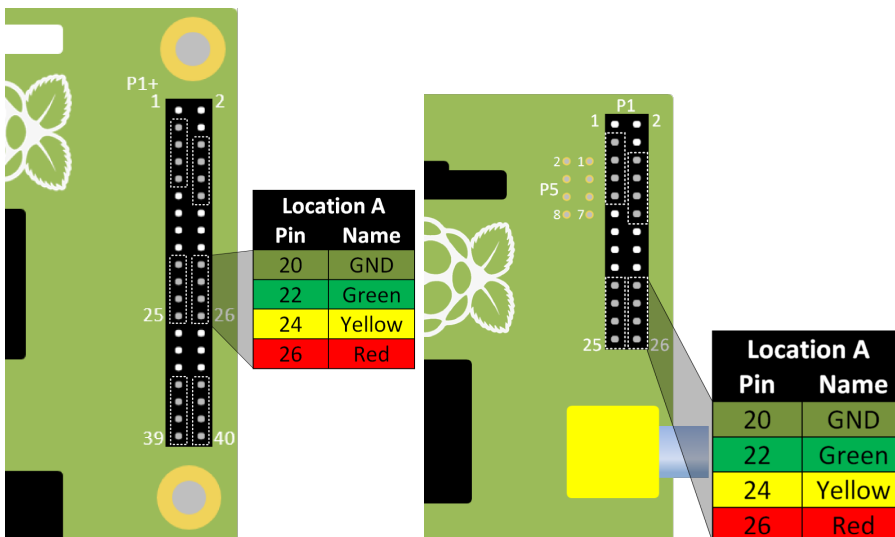 P1+
1 2
25 26
39 40
Location A
Pin Name
20 GND
22 Green
24 Yellow
26 Red
P1
1 2
2 1
P5
8 7
25 26
Location A
Pin Name
20 GND
22 Green
24 Yellow
26 Red